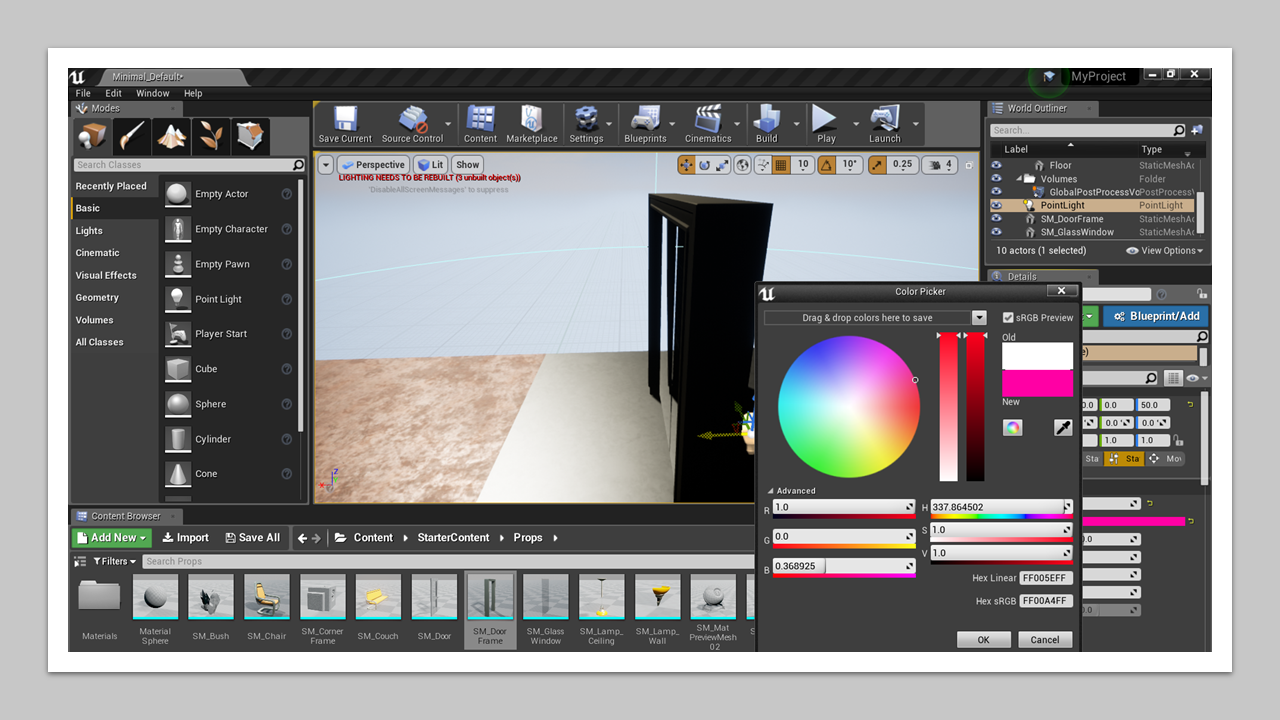 Minimal_Default*
MyProject
File Edit Window Help
Modes
Search Classes
Recently Placed
Basic
Lights
Cinematic
Visual Effects
Geometry
Volumes
All Classes
Empty Actor
Empty Character
Empty Pawn
Point Light
Player Start
Cube
Sphere
Cylinder
Cone
Save Current Source Control Content Marketplace Settings Blueprints Cinematics Build Play Launch
Perspective Lit Show
10 10° 0.25 4
LIGHTING NEEDS TO BE REBUILT (3 unbuilt object(s))
'DisableAllScreenMessages' to suppress
World Outliner
Search...
Label Type
Floor StaticMeshAc
Volumes Folder
GlobalPostProcessVo PostProcessV
PointLight PointLight
SM_DoorFrame StaticMeshAc
SM_GlassWindow StaticMeshAc
10 actors (1 selected) View Options
Details
Blueprint/Add
0.0 0.0 50.0
0.0 0.0
1.0 1.0
Sta Sta Mov
Color Picker
Drag & drop colors here to save
sRGB Preview
Old
New
Advanced
R 1.0
G 0.0
B 0.368925
H 337.864502
S 1.0
V 1.0
Hex Linear FF005EFF
Hex sRGB FF00A4FF
OK Cancel
Content Browser
Add New Import Save All Content StarterContent Props
Filters Search Props
Materials
Material Sphere
SM_Bush
SM_Chair
SM_Corner Frame
SM_Couch
SM_Door
SM_Door Frame
SM_Glass Window
SM_Lamp_ Ceiling
SM_Lamp_ Wall
SM_Mat PreviewMesh 02